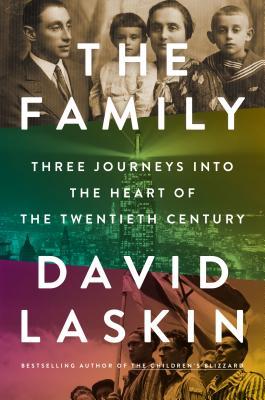 THE
FAMILY
THREE JOURNEYS INTO
THE HEART OF
THE TWENTIETH CENTURY
DAVID
LASKIN
BESTSELLING AUTHOR OF THE CHILDREN'S BLIZZARD